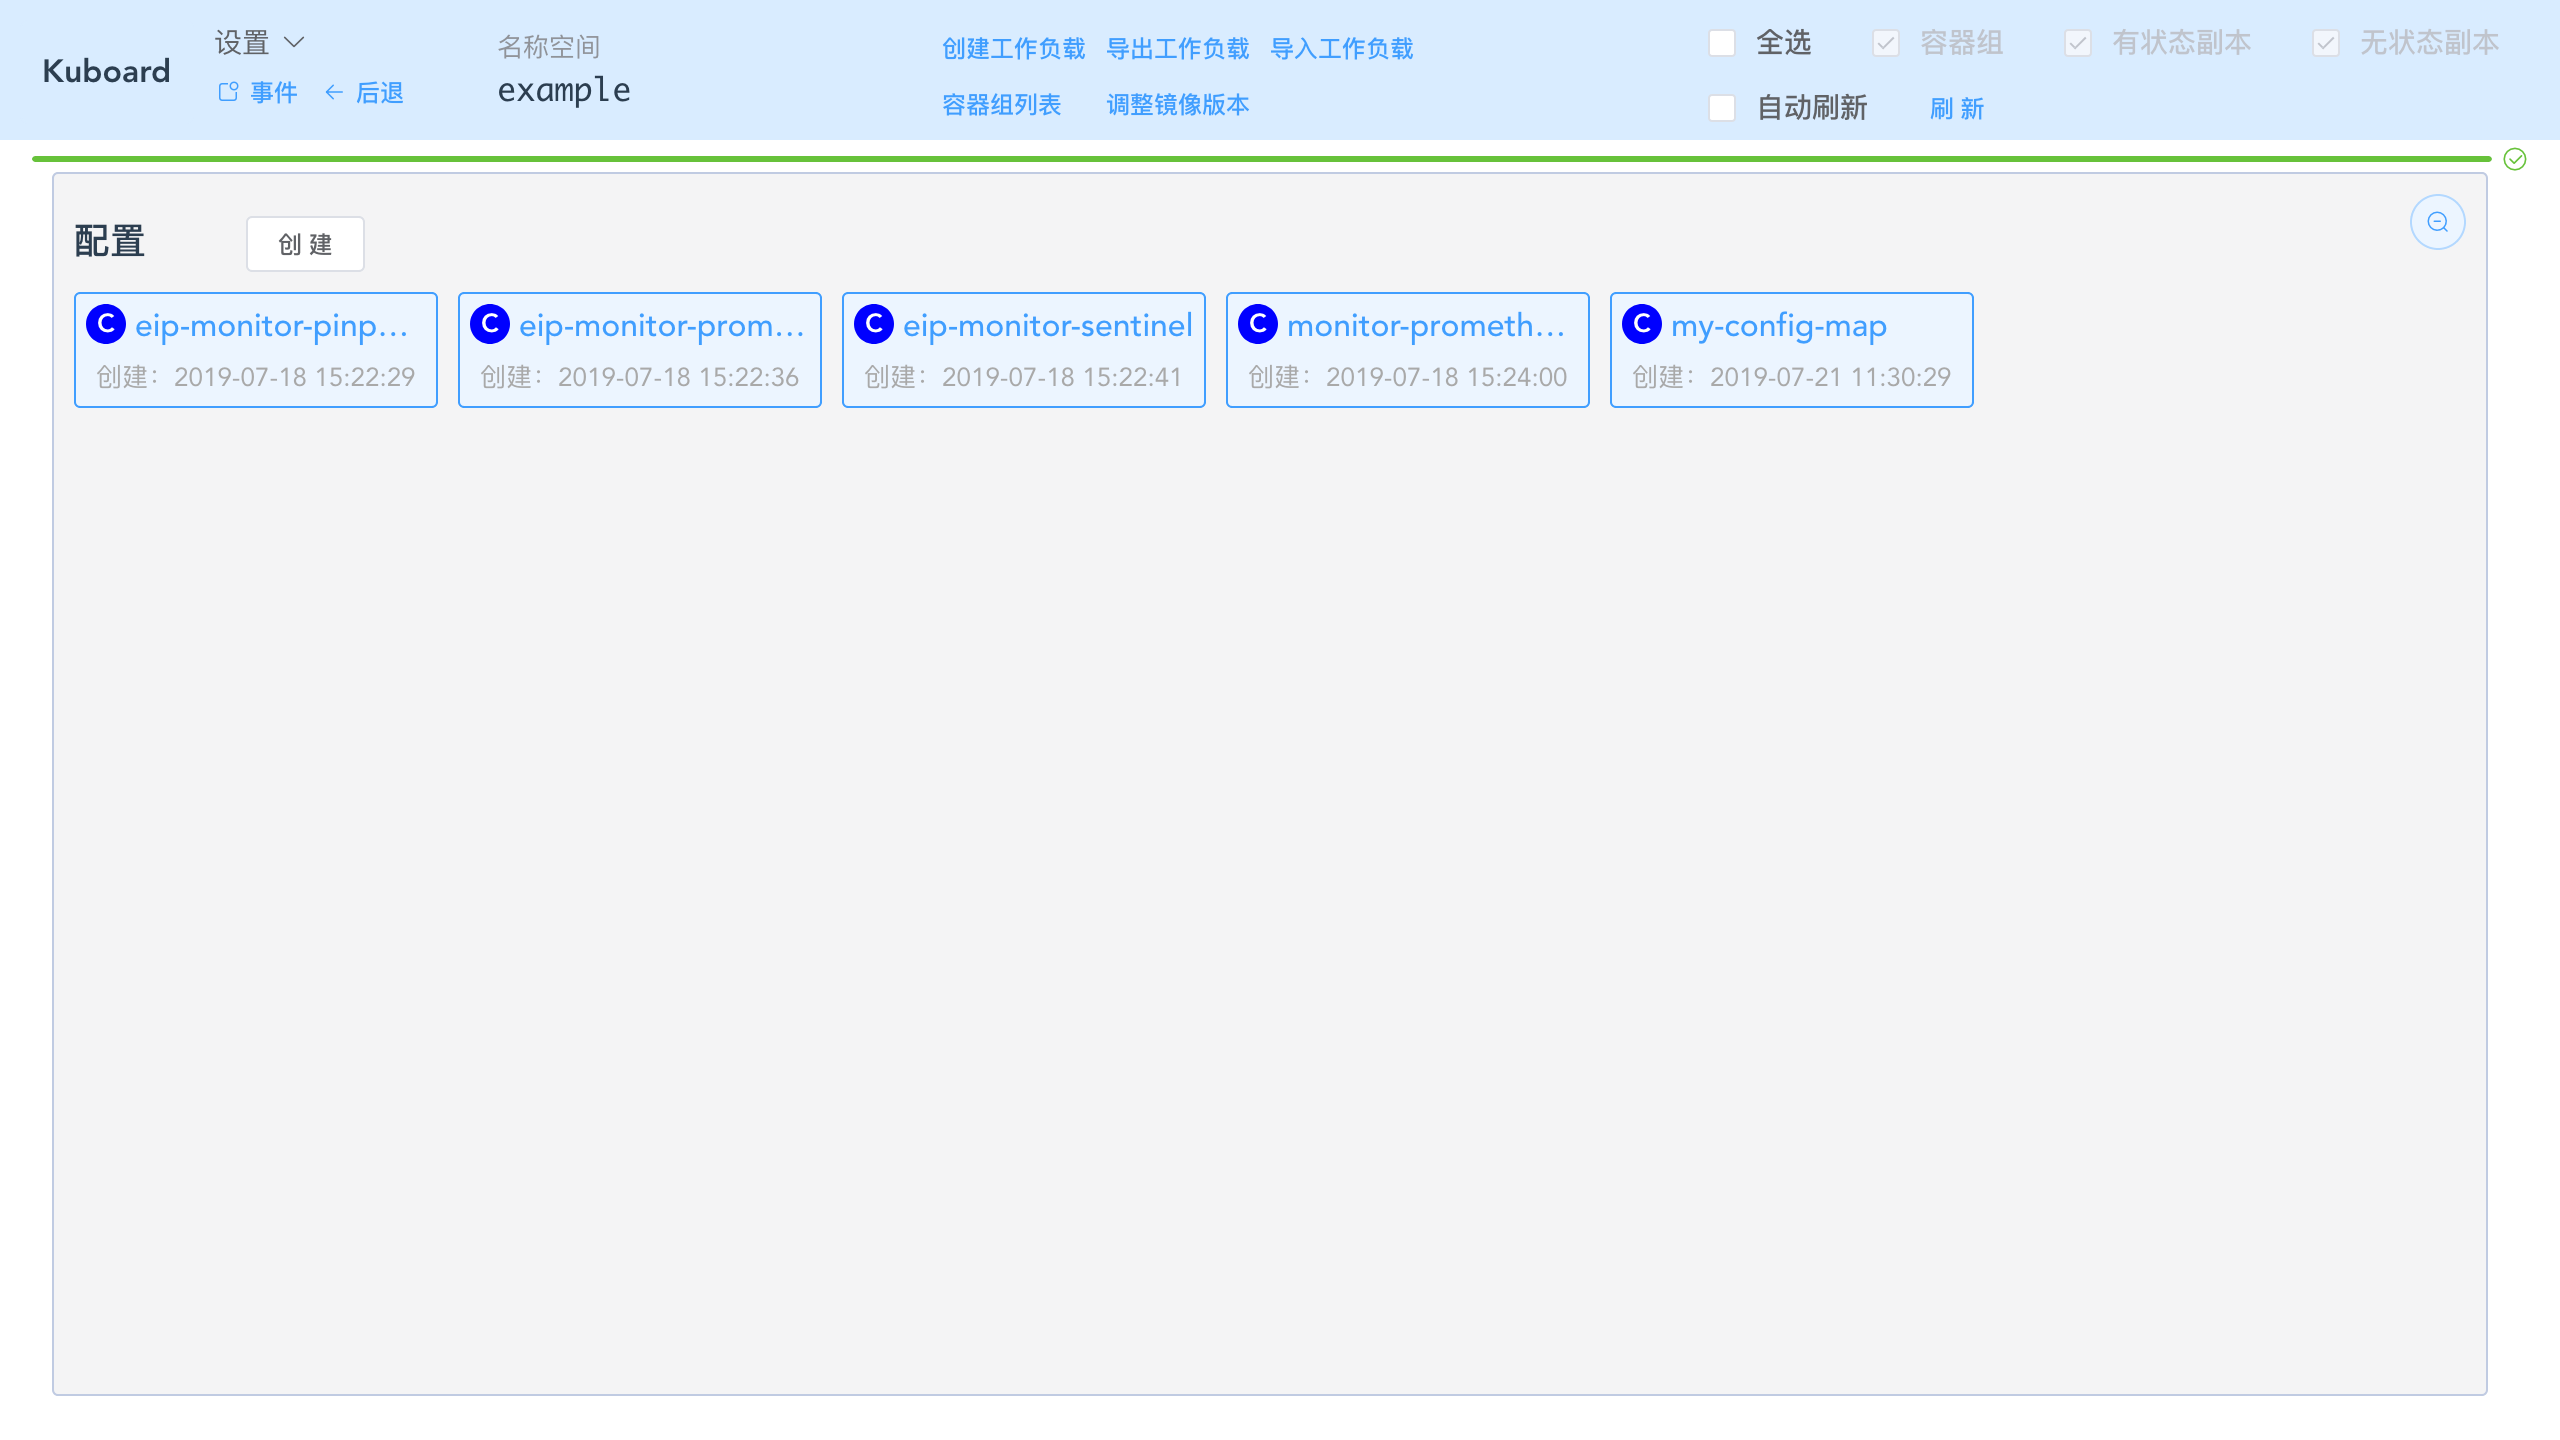 Kuboard
设置
事件 后退
名称空间
example
创建工作负载 导出工作负载 导入工作负载
容器组列表 调整镜像版本
全选 容器组 有状态副本 无状态副本
自动刷新 刷 新
配置 创 建
C eip-monitor-pinp...
创建：2019-07-18 15:22:29
C eip-monitor-prom...
创建：2019-07-18 15:22:36
C eip-monitor-sentinel
创建：2019-07-18 15:22:41
C monitor-prometh...
创建：2019-07-18 15:24:00
C my-config-map
创建：2019-07-21 11:30:29